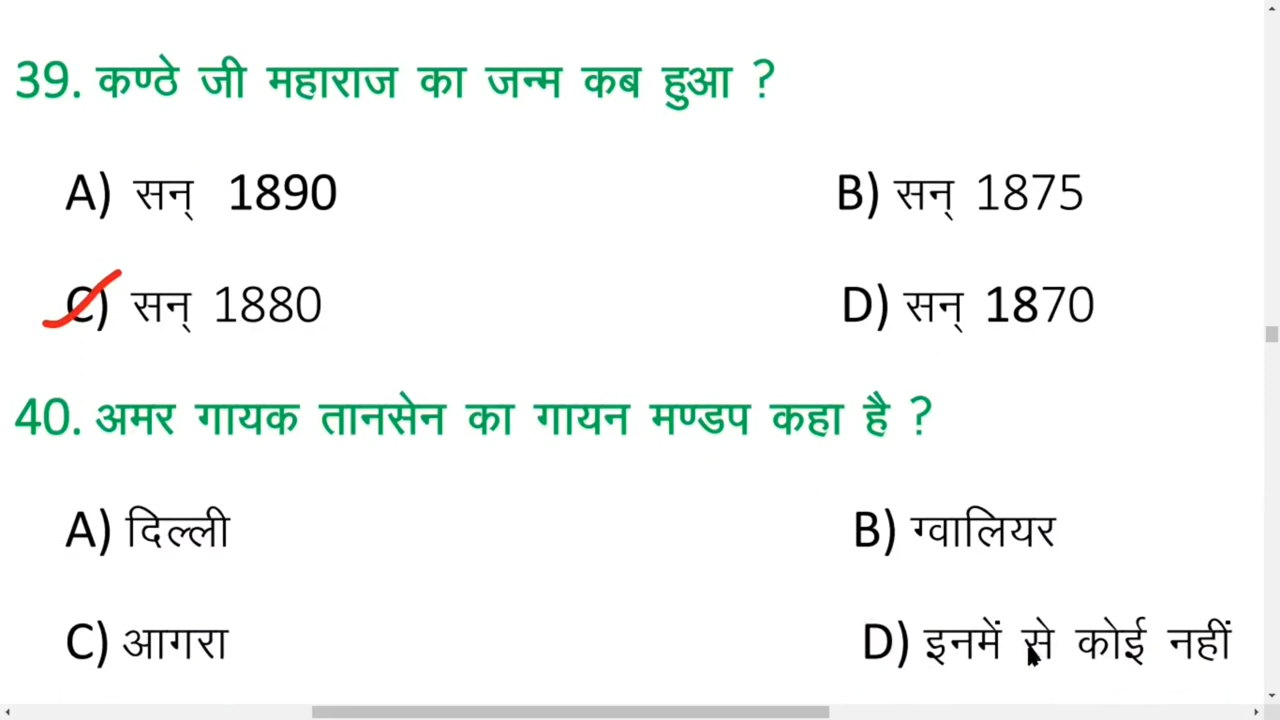 39. कण्ठे जी महाराज का जन्म कब हुआ ?
A) सन् 1890 B) सन् 1875
C) सन् 1880 D) सन् 1870
40. अमर गायक तानसेन का गायन मण्डप कहा है ?
A) दिल्ली B) ग्वालियर
C) आगरा D) इनमें से कोई नहीं